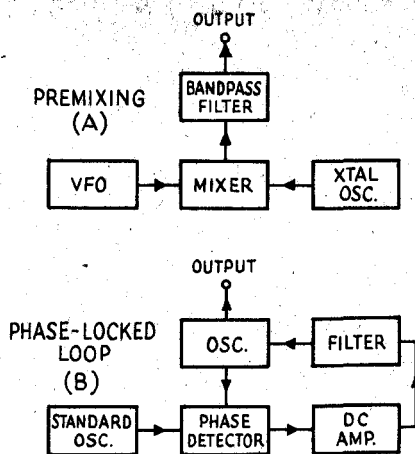 OUTPUT
BANDPASS
FILTER
PREMIXING
(A)
VFO
MIXER
XTAL
OSC.
OUTPUT
PHASE-LOCKED
LOOP
(B)
OSC.
FILTER
STANDARD
OSC.
PHASE
DETECTOR
DC
AMP.